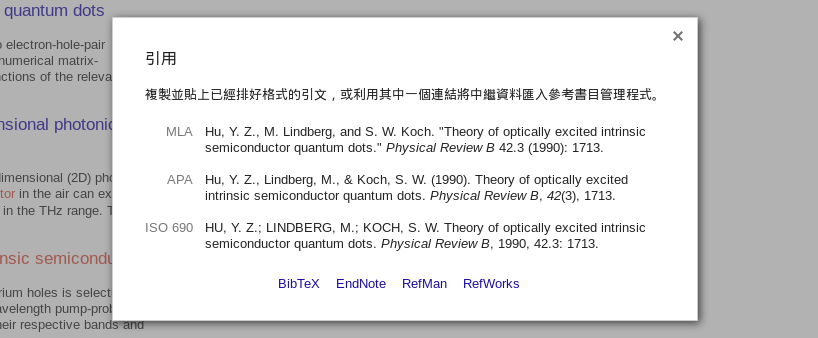 quantum dots
electron-hole-pair
numerical matrix-
nctions of the releva
nsional photonic
dimensional (2D) pho
tor in the air can ex
in the THz range. T
nsic semicondu
rium holes is select
avelength pump-prob
heir respective bands and
×
引用
複製並貼上已經排好格式的引文，或利用其中一個連結將中繼資料匯入參考書目管理程式。
MLA Hu, Y. Z., M. Lindberg, and S. W. Koch. "Theory of optically excited intrinsic
semiconductor quantum dots." Physical Review B 42.3 (1990): 1713.
APA Hu, Y. Z., Lindberg, M., & Koch, S. W. (1990). Theory of optically excited
intrinsic semiconductor quantum dots. Physical Review B, 42(3), 1713.
ISO 690 HU, Y. Z.; LINDBERG, M.; KOCH, S. W. Theory of optically excited intrinsic
semiconductor quantum dots. Physical Review B, 1990, 42.3: 1713.
BibTeX EndNote RefMan RefWorks